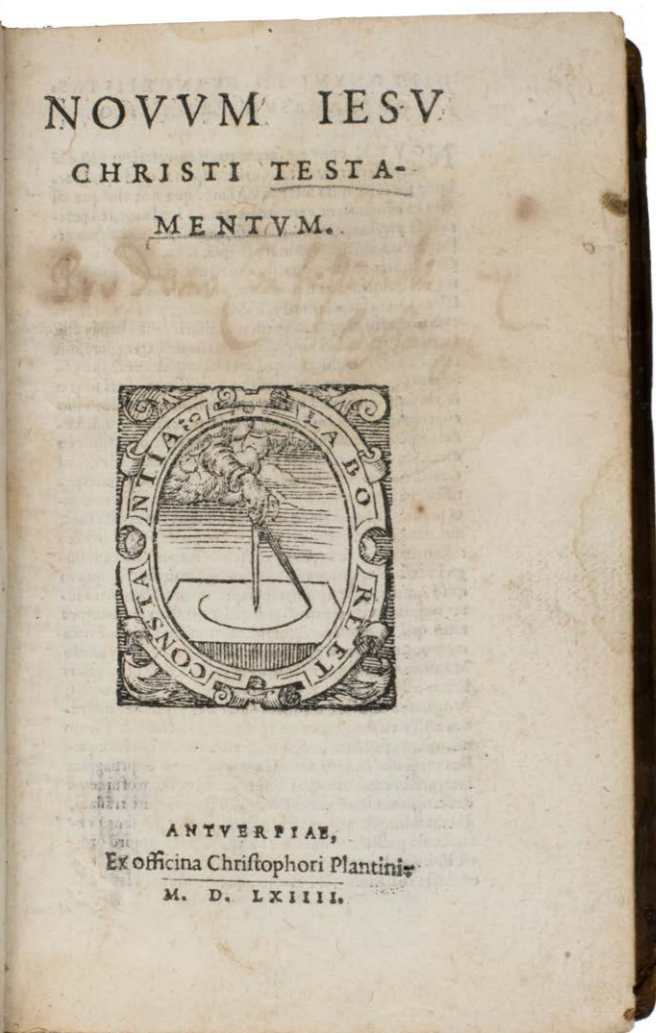 NOVVM IESV
CHRISTI TESTA-
MENTVM.
LABORE ET CONSTANTIA
ANTVERPIAE,
Ex officina Chriſtophori Plantini.
M. D. LXIIII.